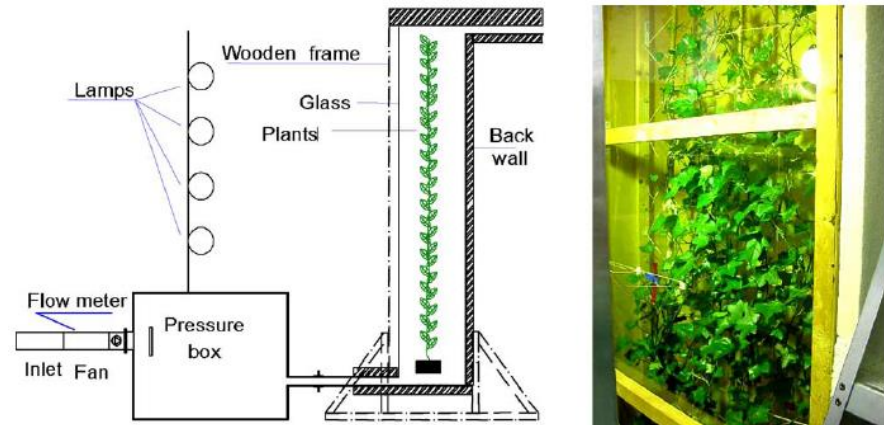 Wooden frame
Lamps
Glass
Plants
Back
wall
Flow meter
Pressure
box
Inlet
Fan